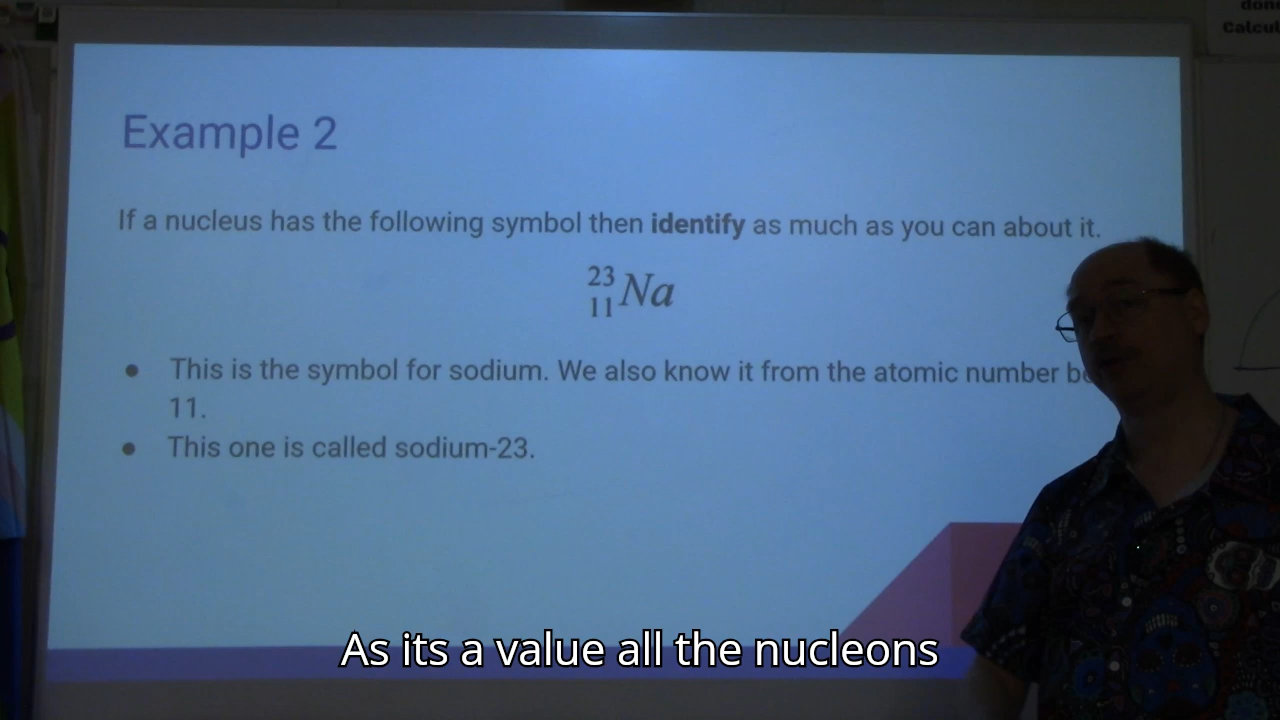 don
Calcul
Example 2
If a nucleus has the following symbol then identify as much as you can about it.
23
11 Na
This is the symbol for sodium. We also know it from the atomic number
11.
This one is called sodium-23.
As its a value all the nucleons